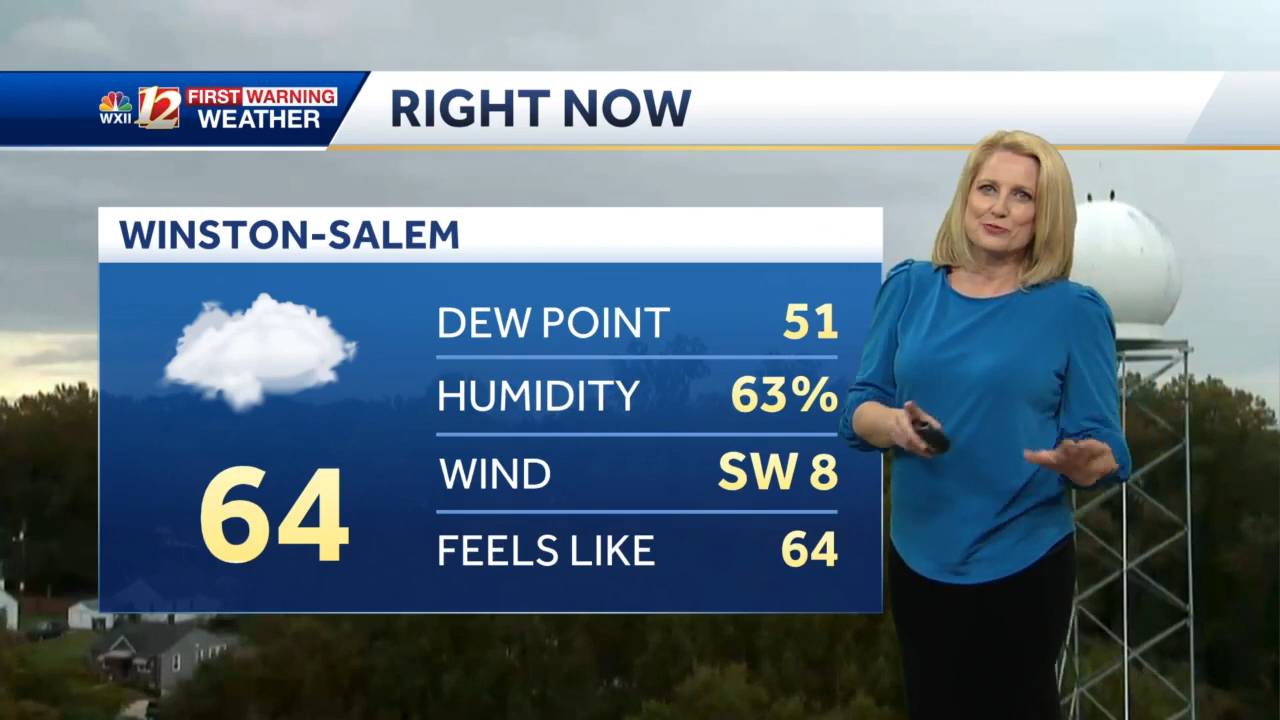 WXII 12 FIRST WARNING
WEATHER
RIGHT NOW
WINSTON-SALEM
64
DEW POINT 51
HUMIDITY 63%
WIND SW 8
FEELS LIKE 64